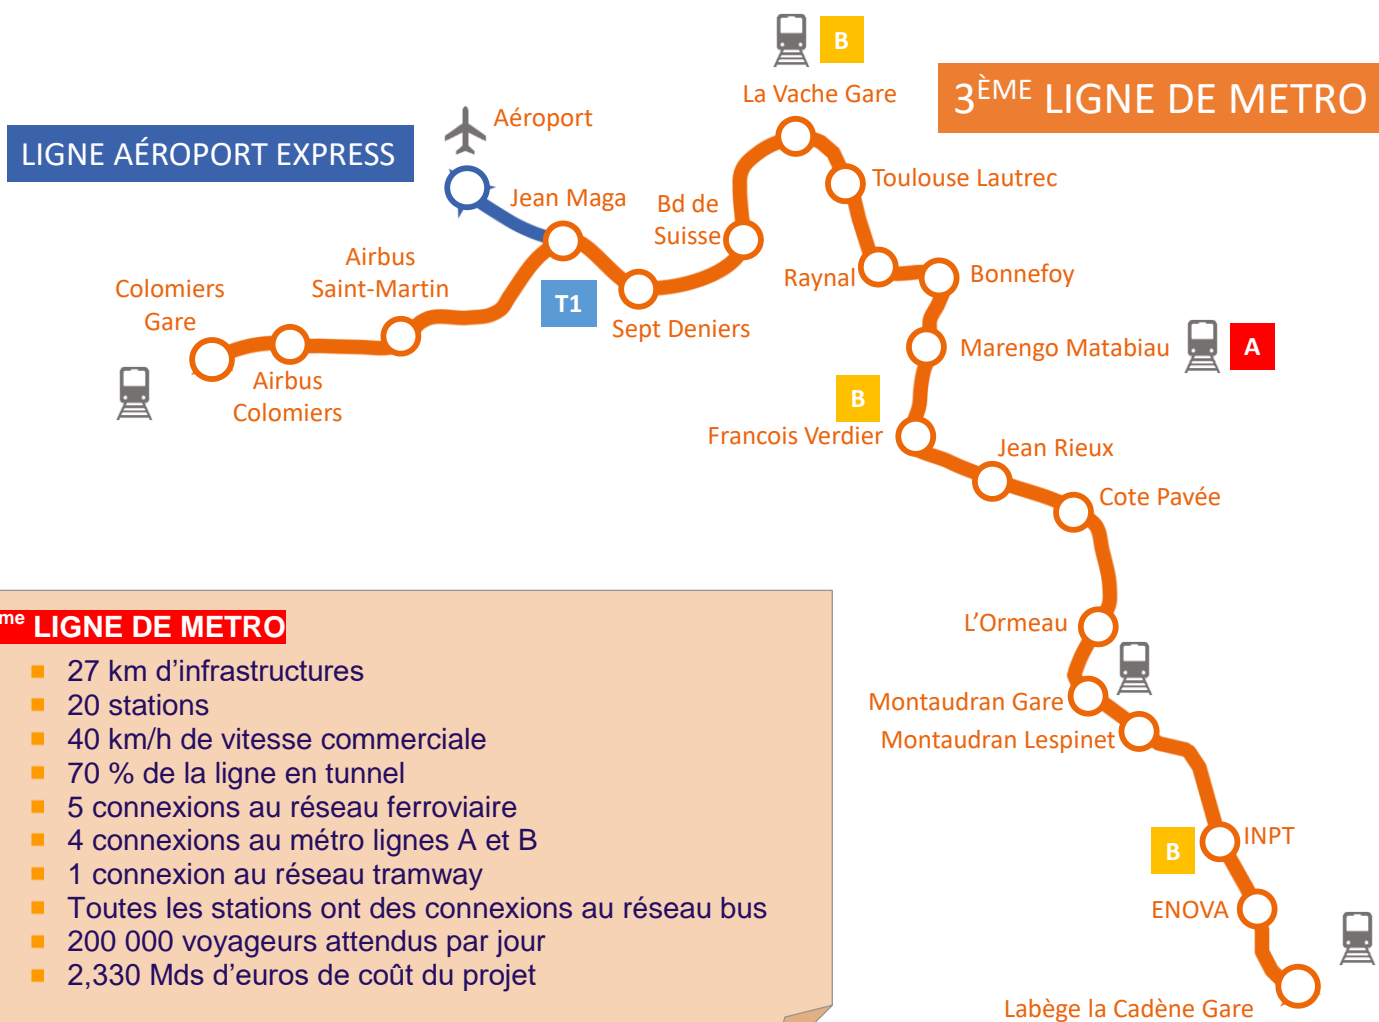 B
3ÈME LIGNE DE METRO
La Vache Gare
Aéroport
LIGNE AÉROPORT EXPRESS
Jean Maga
Toulouse Lautrec
Bd de
Suisse
Airbus
Saint-Martin
Raynal
Bonnefoy
Colomiers
Gare
T1
Sept Deniers
Marengo Matabiau
A
Airbus
Colomiers
B
Francois Verdier
Jean Rieux
Cote Pavée
L'Ormeau
Montaudran Gare
Montaudran Lespinet
B
INPT
ENOVA
Labège la Cadène Gare
me LIGNE DE METRO
27 km d'infrastructures
20 stations
40 km/h de vitesse commerciale
70 % de la ligne en tunnel
5 connexions au réseau ferroviaire
4 connexions au métro lignes A et B
1 connexion au réseau tramway
Toutes les stations ont des connexions au réseau bus
200 000 voyageurs attendus par jour
2,330 Mds d'euros de coût du projet